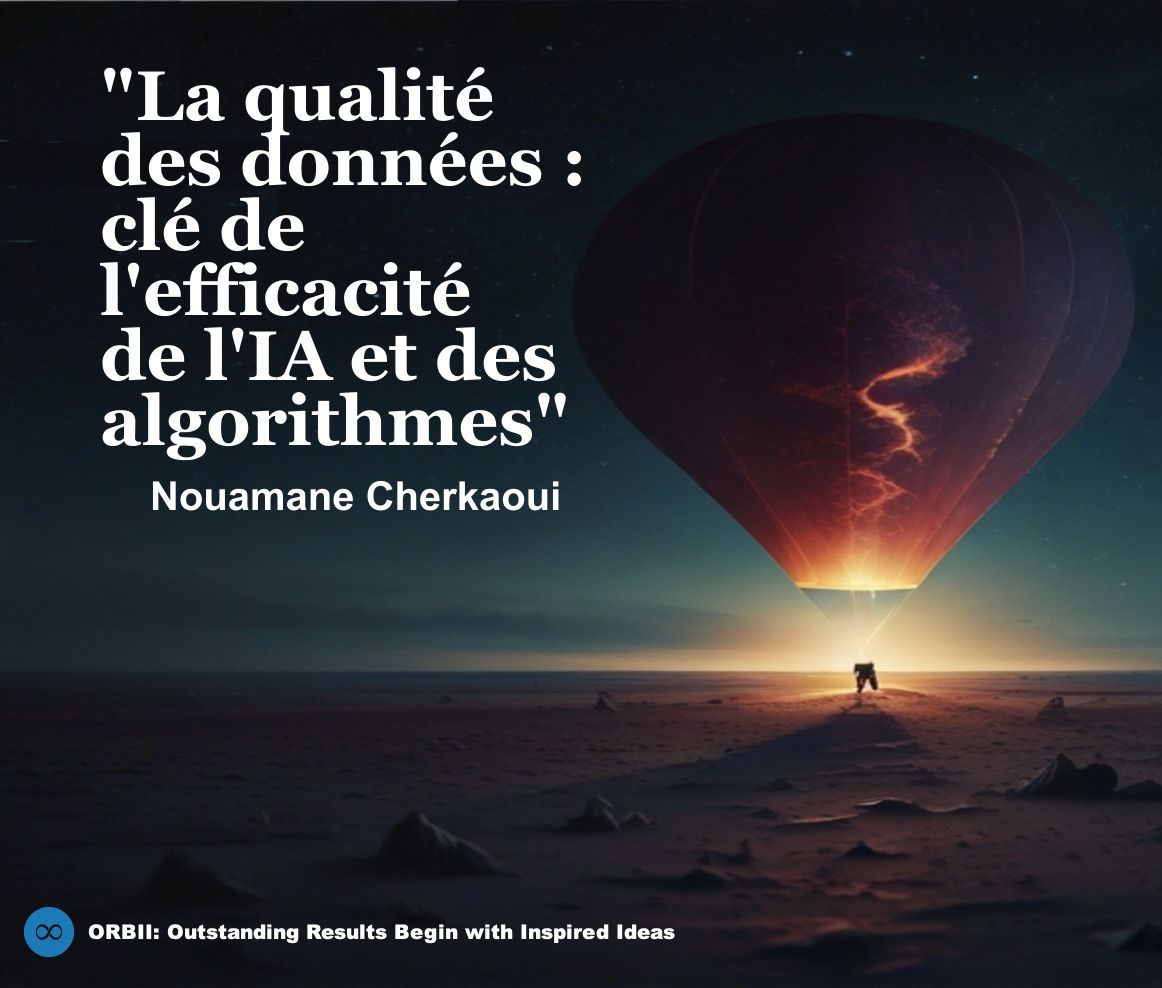 "La qualité
des données :
clé de
l'efficacité
de l'IA et des
algorithmes"
Nouamane Cherkaoui
ORBII: Outstanding Results Begin with Inspired Ideas